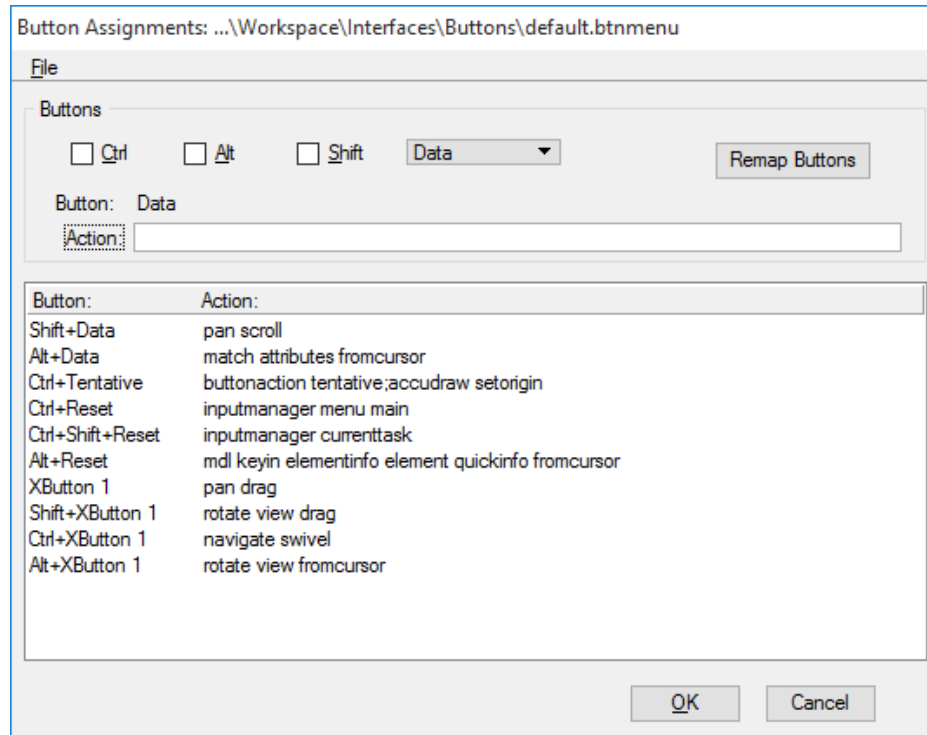 Button Assignments: ...\Workspace\Interfaces\Buttons\default.btnmenu
File
Buttons
Ctrl Alt Shift Data Remap Buttons
Button: Data
Action:
Button: Action:
Shift+Data pan scroll
Alt+Data match attributes fromcursor
Ctrl+Tentative buttonaction tentative;accudraw setorigin
Ctrl+Reset inputmanager menu main
Ctrl+Shift+Reset inputmanager currenttask
Alt+Reset mdl keyin elementinfo element quickinfo fromcursor
XButton 1 pan drag
Shift+XButton 1 rotate view drag
Ctrl+XButton 1 navigate swivel
Alt+XButton 1 rotate view fromcursor
OK Cancel